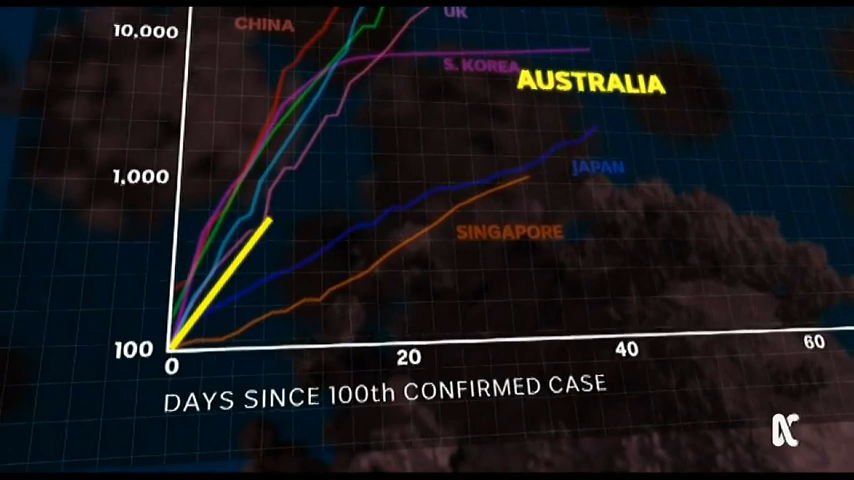 10,000
CHINA
UK
S. KOREA
AUSTRALIA
1,000
JAPAN
SINGAPORE
100
0
20
40
60
DAYS SINCE 100th CONFIRMED CASE